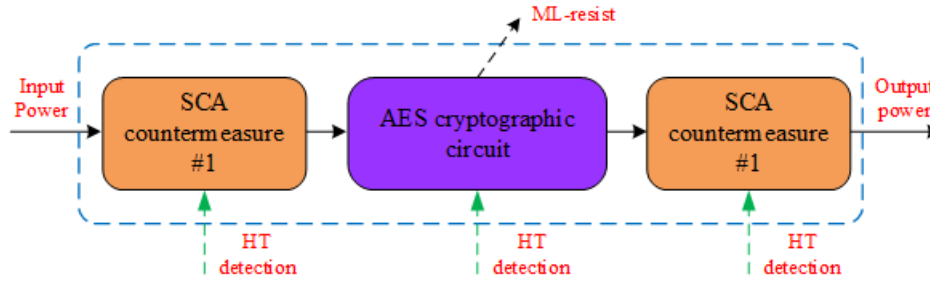 ML-resist
Input
Power
SCA
countermeasure
#1
AES cryptographic
circuit
SCA
countermeasure
#1
Output
power
HT
detection
HT
detection
HT
detection